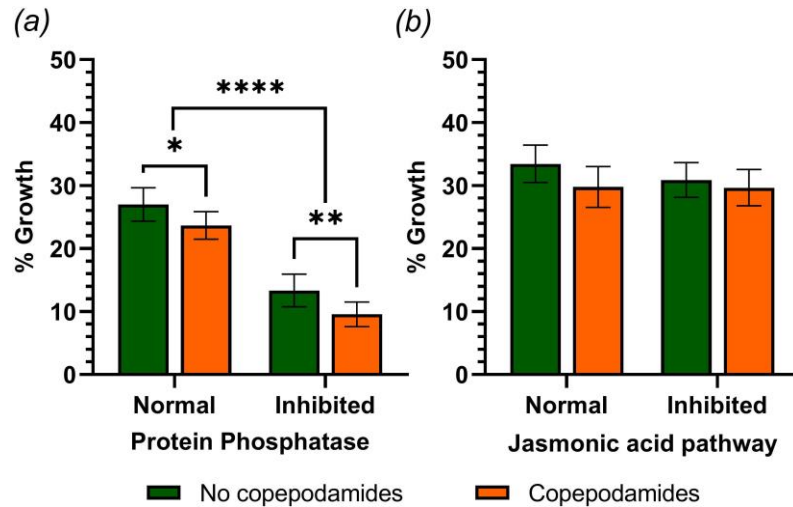 (a)
50
40
30
20
10
0
% Growth
****
*
**
Normal
Inhibited
Protein Phosphatase
(b)
50
40
30
20
10
0
% Growth
Normal
Inhibited
Jasmonic acid pathway
No copepodamides
Copepodamides